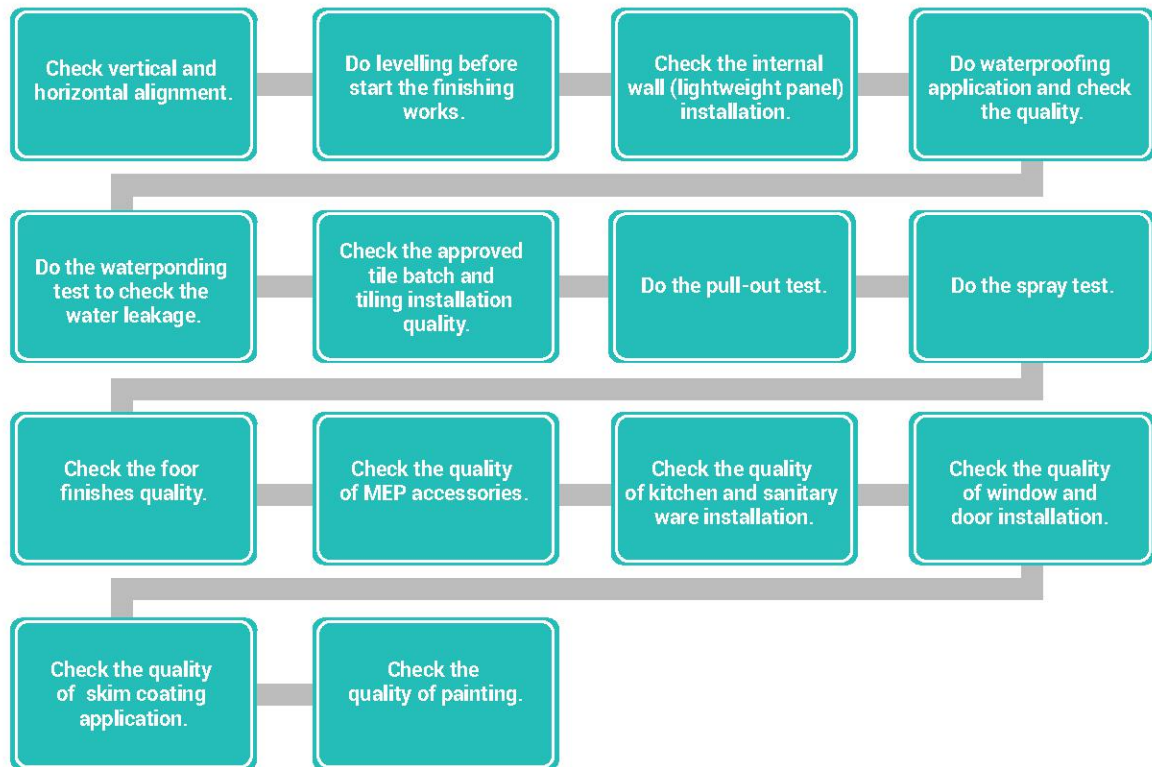 Check vertical and
horizontal alignment.
Do levelling before
start the finishing
works.
Check the internal
wall (lightweight panel)
installation.
Do waterproofing
application and check
the quality.
Do the waterponding
test to check the
water leakage.
Check the approved
tile batch and
tiling installation
quality.
Do the pull-out test.
Do the spray test.
Check the foor
finishes quality.
Check the quality
of MEP accessories.
Check the quality
of kitchen and sanitary
ware installation.
Check the quality
of window and
door installation.
Check the quality
of skim coating
application.
Check the
quality of painting.